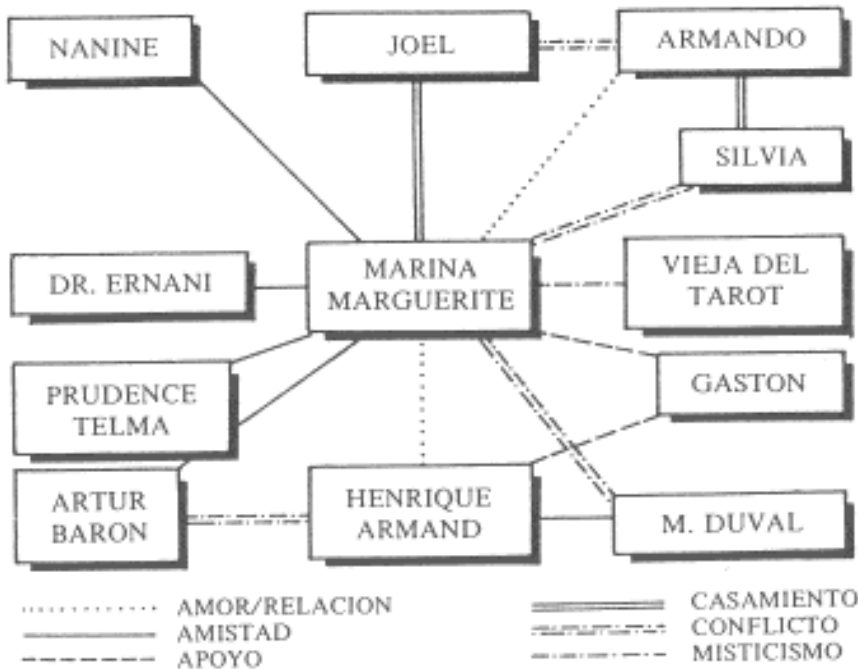 NANINE
JOEL
ARMANDO
SILVIA
DR. ERNANI
MARINA
MARGUERITE
VIEJA DEL
TAROT
PRUDENCE
TELMA
GASTON
ARTUR
BARON
HENRIQUE
ARMAND
M. DUVAL
AMOR/RELACION
AMISTAD
APOYO
CASAMIENTO
CONFLICTO
MISTICISMO